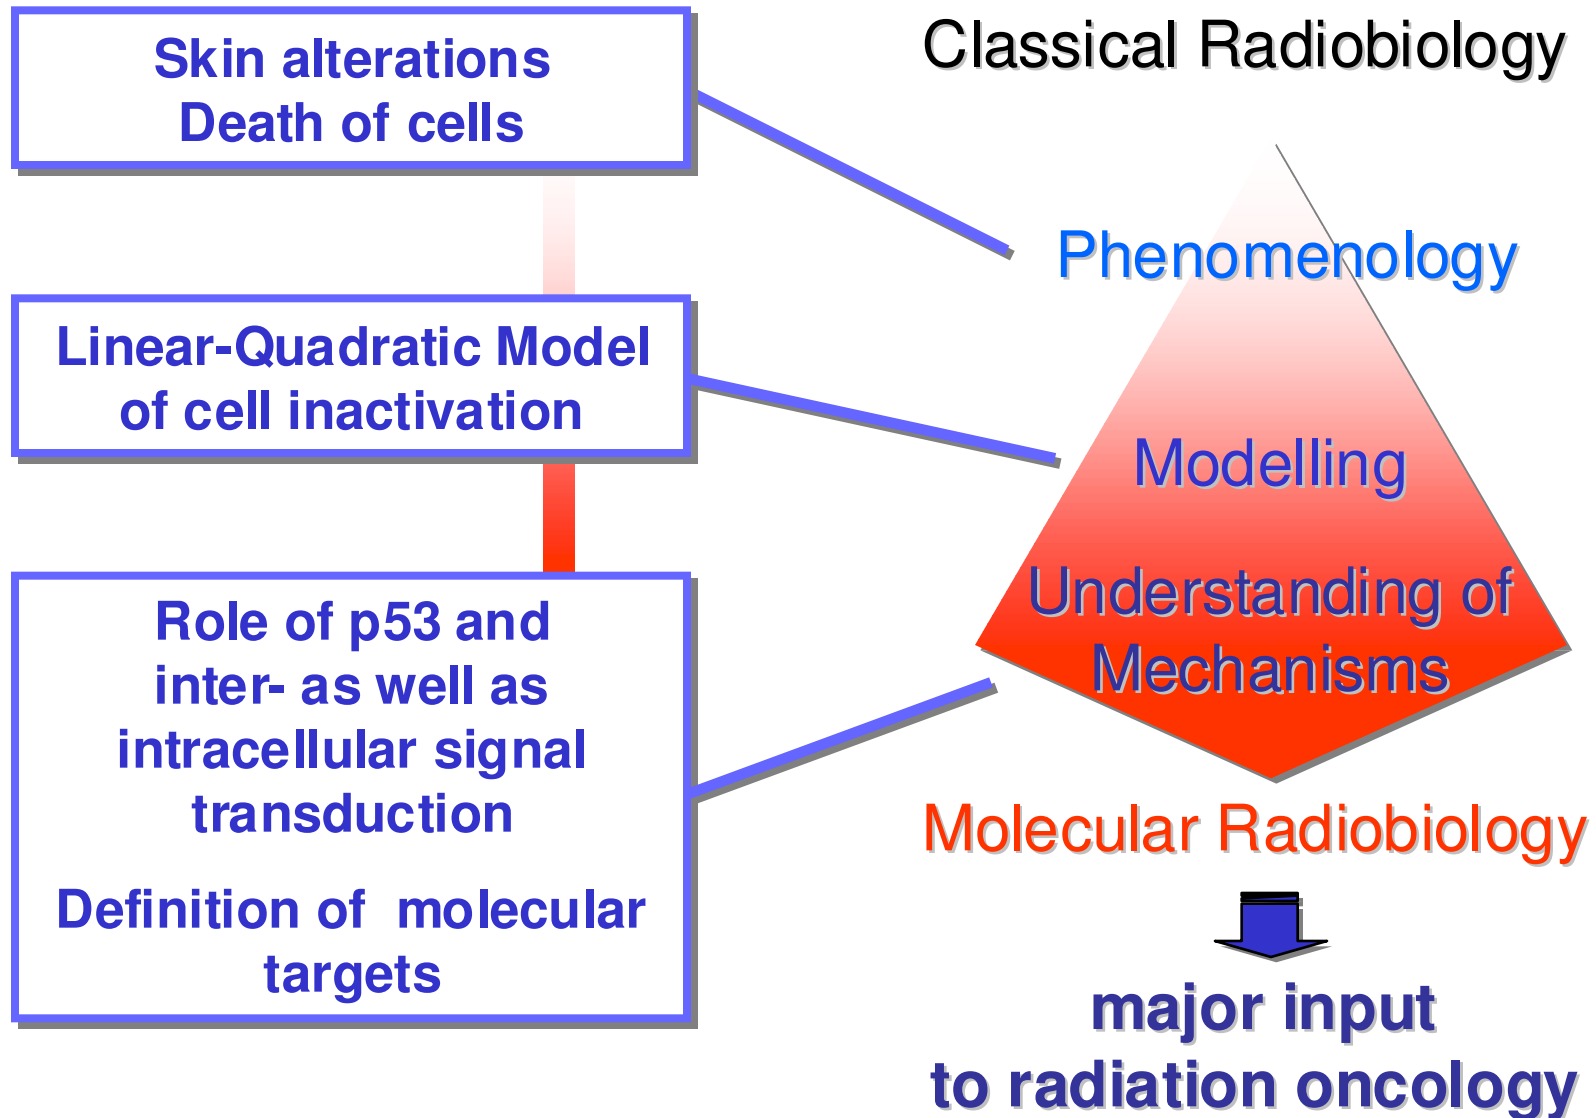 Skin alterations
Death of cells
Linear-Quadratic Model
of cell inactivation
Role of p53 and
inter- as well as
intracellular signal
transduction
Definition of molecular
targets
Classical Radiobiology
Phenomenology
Modelling
Understanding of
Mechanisms
Molecular Radiobiology
major input
to radiation oncology